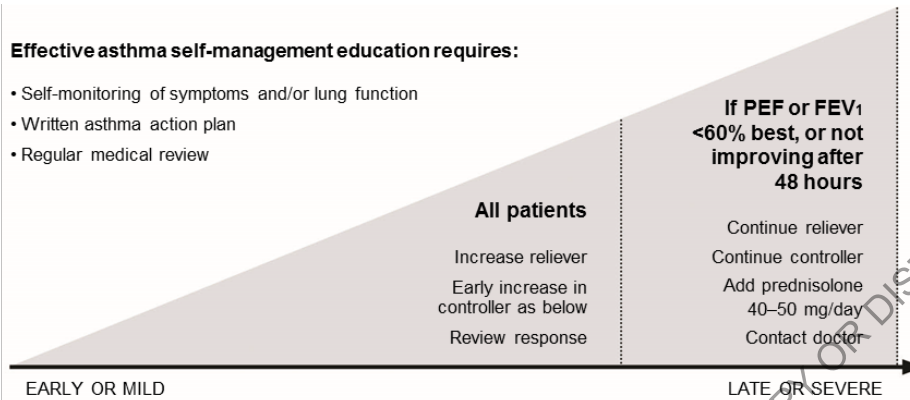 Effective asthma self-management education requires:
• Self-monitoring of symptoms and/or lung function
• Written asthma action plan
• Regular medical review
All patients
Increase reliever
Early increase in
controller as below
Review response
If PEF or FEV1
<60% best, or not
improving after
48 hours
Continue reliever
Continue controller
Add prednisolone
40–50 mg/day
Contact doctor
EARLY OR MILD
LATE OR SEVERE
OR